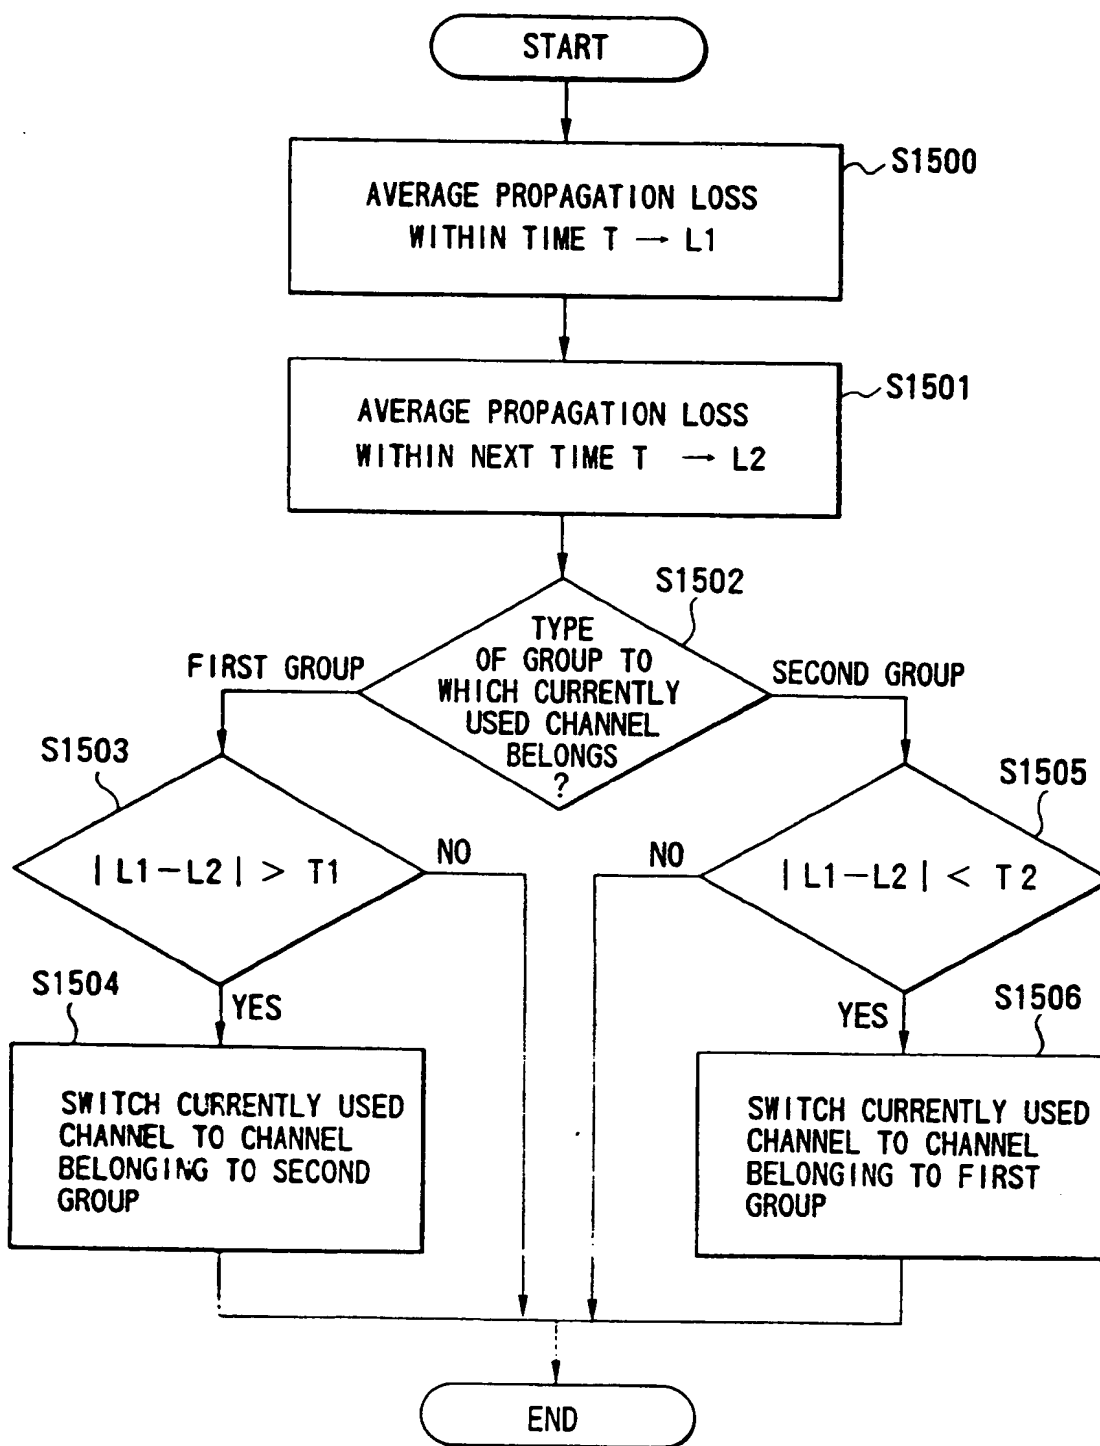 START
S1500
AVERAGE PROPAGATION LOSS
WITHIN TIME T → L1
S1501
AVERAGE PROPAGATION LOSS
WITHIN NEXT TIME T → L2
S1502
TYPE
OF GROUP TO
WHICH CURRENTLY
USED CHANNEL
BELONGS
?
FIRST GROUP
SECOND GROUP
S1503
|L1-L2| > T1
NO
S1505
|L1-L2| < T2
NO
S1504
YES
SWITCH CURRENTLY USED
CHANNEL TO CHANNEL
BELONGING TO SECOND
GROUP
S1506
YES
SWITCH CURRENTLY USED
CHANNEL TO CHANNEL
BELONGING TO FIRST
GROUP
END